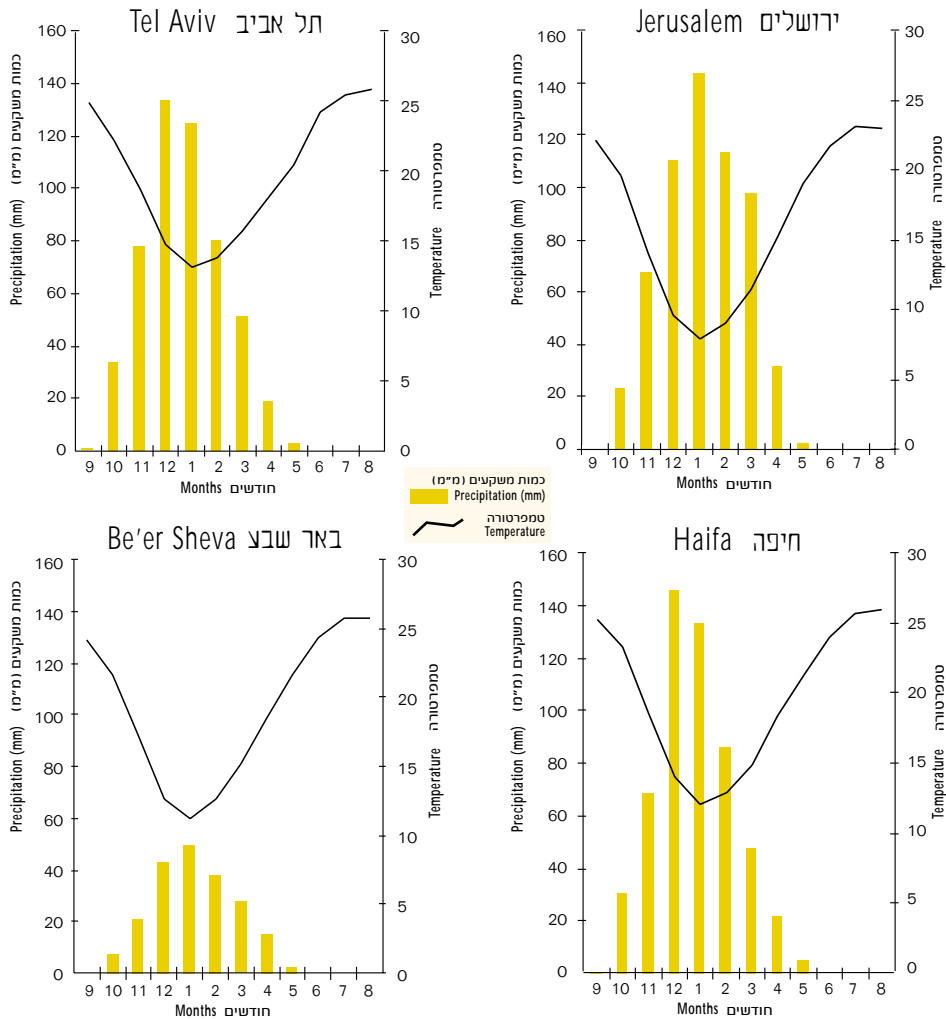 Tel Aviv תל אביב
כמות משקעים (מ"מ) Precipitation (mm)
160
140
120
100
80
60
40
20
0
30
25
20
15
10
5
0
טמפרטורה Temperature
9 10 11 12 1 2 3 4 5 6 7 8
Months חודשים
Jerusalem ירושלים
כמות משקעים (מ"מ) Precipitation (mm)
160
140
120
100
80
60
40
20
0
30
25
20
15
10
5
0
טמפרטורה Temperature
9 10 11 12 1 2 3 4 5 6 7 8
Months חודשים
כמות משקעים (מ"מ)
Precipitation (mm)
טמפרטורה
Temperature
Be'er Sheva באר שבע
כמות משקעים (מ"מ) Precipitation (mm)
160
140
120
100
80
60
40
20
0
30
25
20
15
10
5
0
טמפרטורה Temperature
9 10 11 12 1 2 3 4 5 6 7 8
Months חודשים
Haifa חיפה
כמות משקעים (מ"מ) Precipitation (mm)
160
140
120
100
80
60
40
20
0
30
25
20
15
10
5
0
טמפרטורה Temperature
9 10 11 12 1 2 3 4 5 6 7 8
Months חודשים